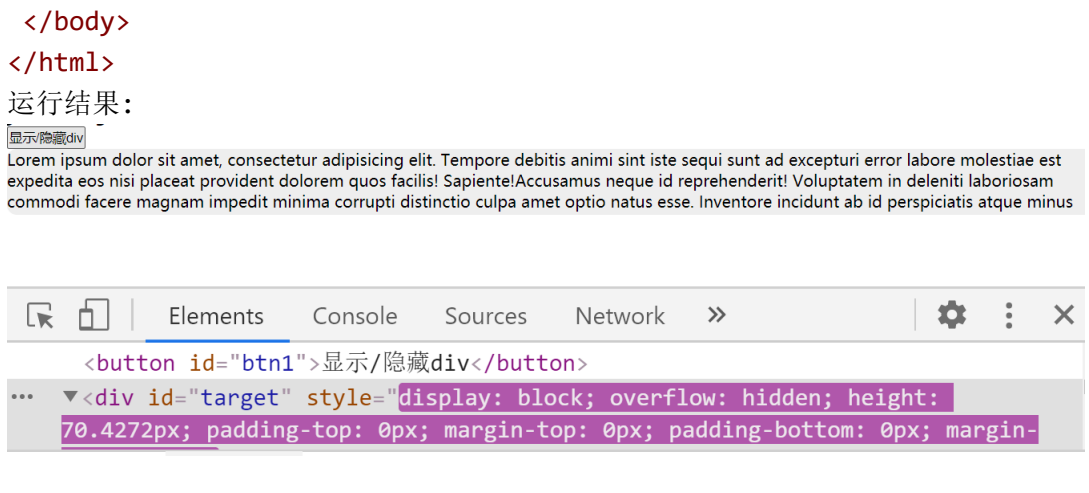 </body>
</html>
运行结果:
显示/隐藏div
Lorem ipsum dolor sit amet, consectetur adipisicing elit. Tempore debitis animi sint iste sequi sunt ad excepturi error labore molestiae est
expedita eos nisi placeat provident dolorem quos facilis! Sapiente!Accusamus neque id reprehenderit! Voluptatem in deleniti laboriosam
commodi facere magnam impedit minima corrupti distinctio culpa amet optio natus esse. Inventore incidunt ab id perspiciatis atque minus
Elements Console Sources Network
<button id="btn1">显示/隐藏div</button>
<div id="target" style="display: block; overflow: hidden; height:
70.4272px; padding-top: 0px; margin-top: 0px; padding-bottom: 0px; margin-